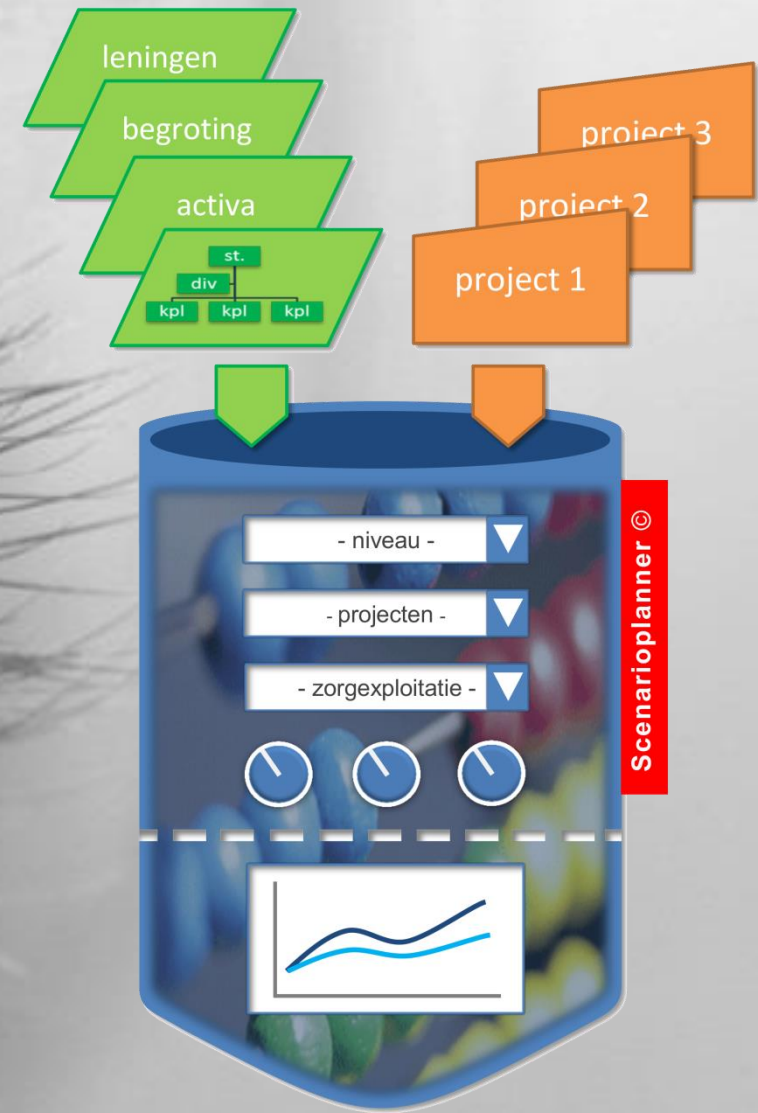 leningen
begroting
activa
st.
div
kpl kpl kpl
project 3
project 2
project 1
- niveau -
- projecten -
- zorgexploitatie -
Scenarioplanner ©